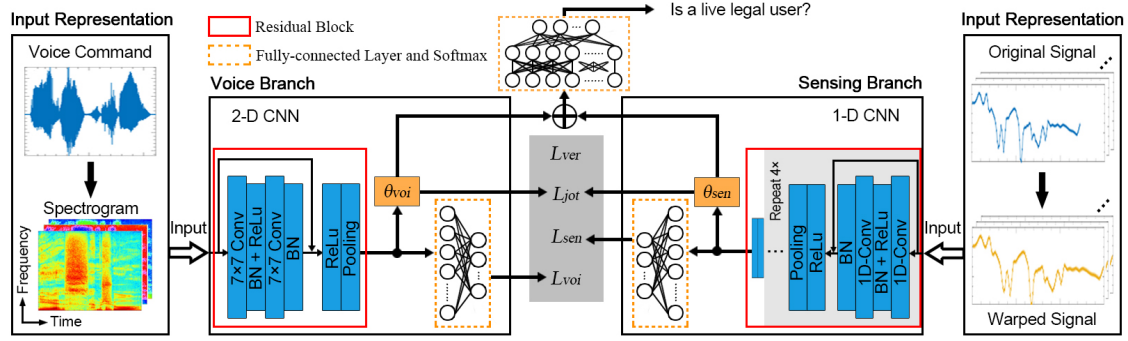 Input Representation
Voice Command
Spectrogram
Frequency
Time
Input
Residual Block
Fully-connected Layer and Softmax
Is a live legal user?
Voice Branch
2-D CNN
7×7 Conv
BN + ReLu
7×7 Conv
BN
ReLu
Pooling
θvoi
Lver
Ljot
Lsen
Lvoi
Sensing Branch
1-D CNN
θsen
Repeat 4×
Pooling
ReLu
BN
1D-Conv
BN + ReLu
1D-Conv
Input
Input Representation
Original Signal
Warped Signal